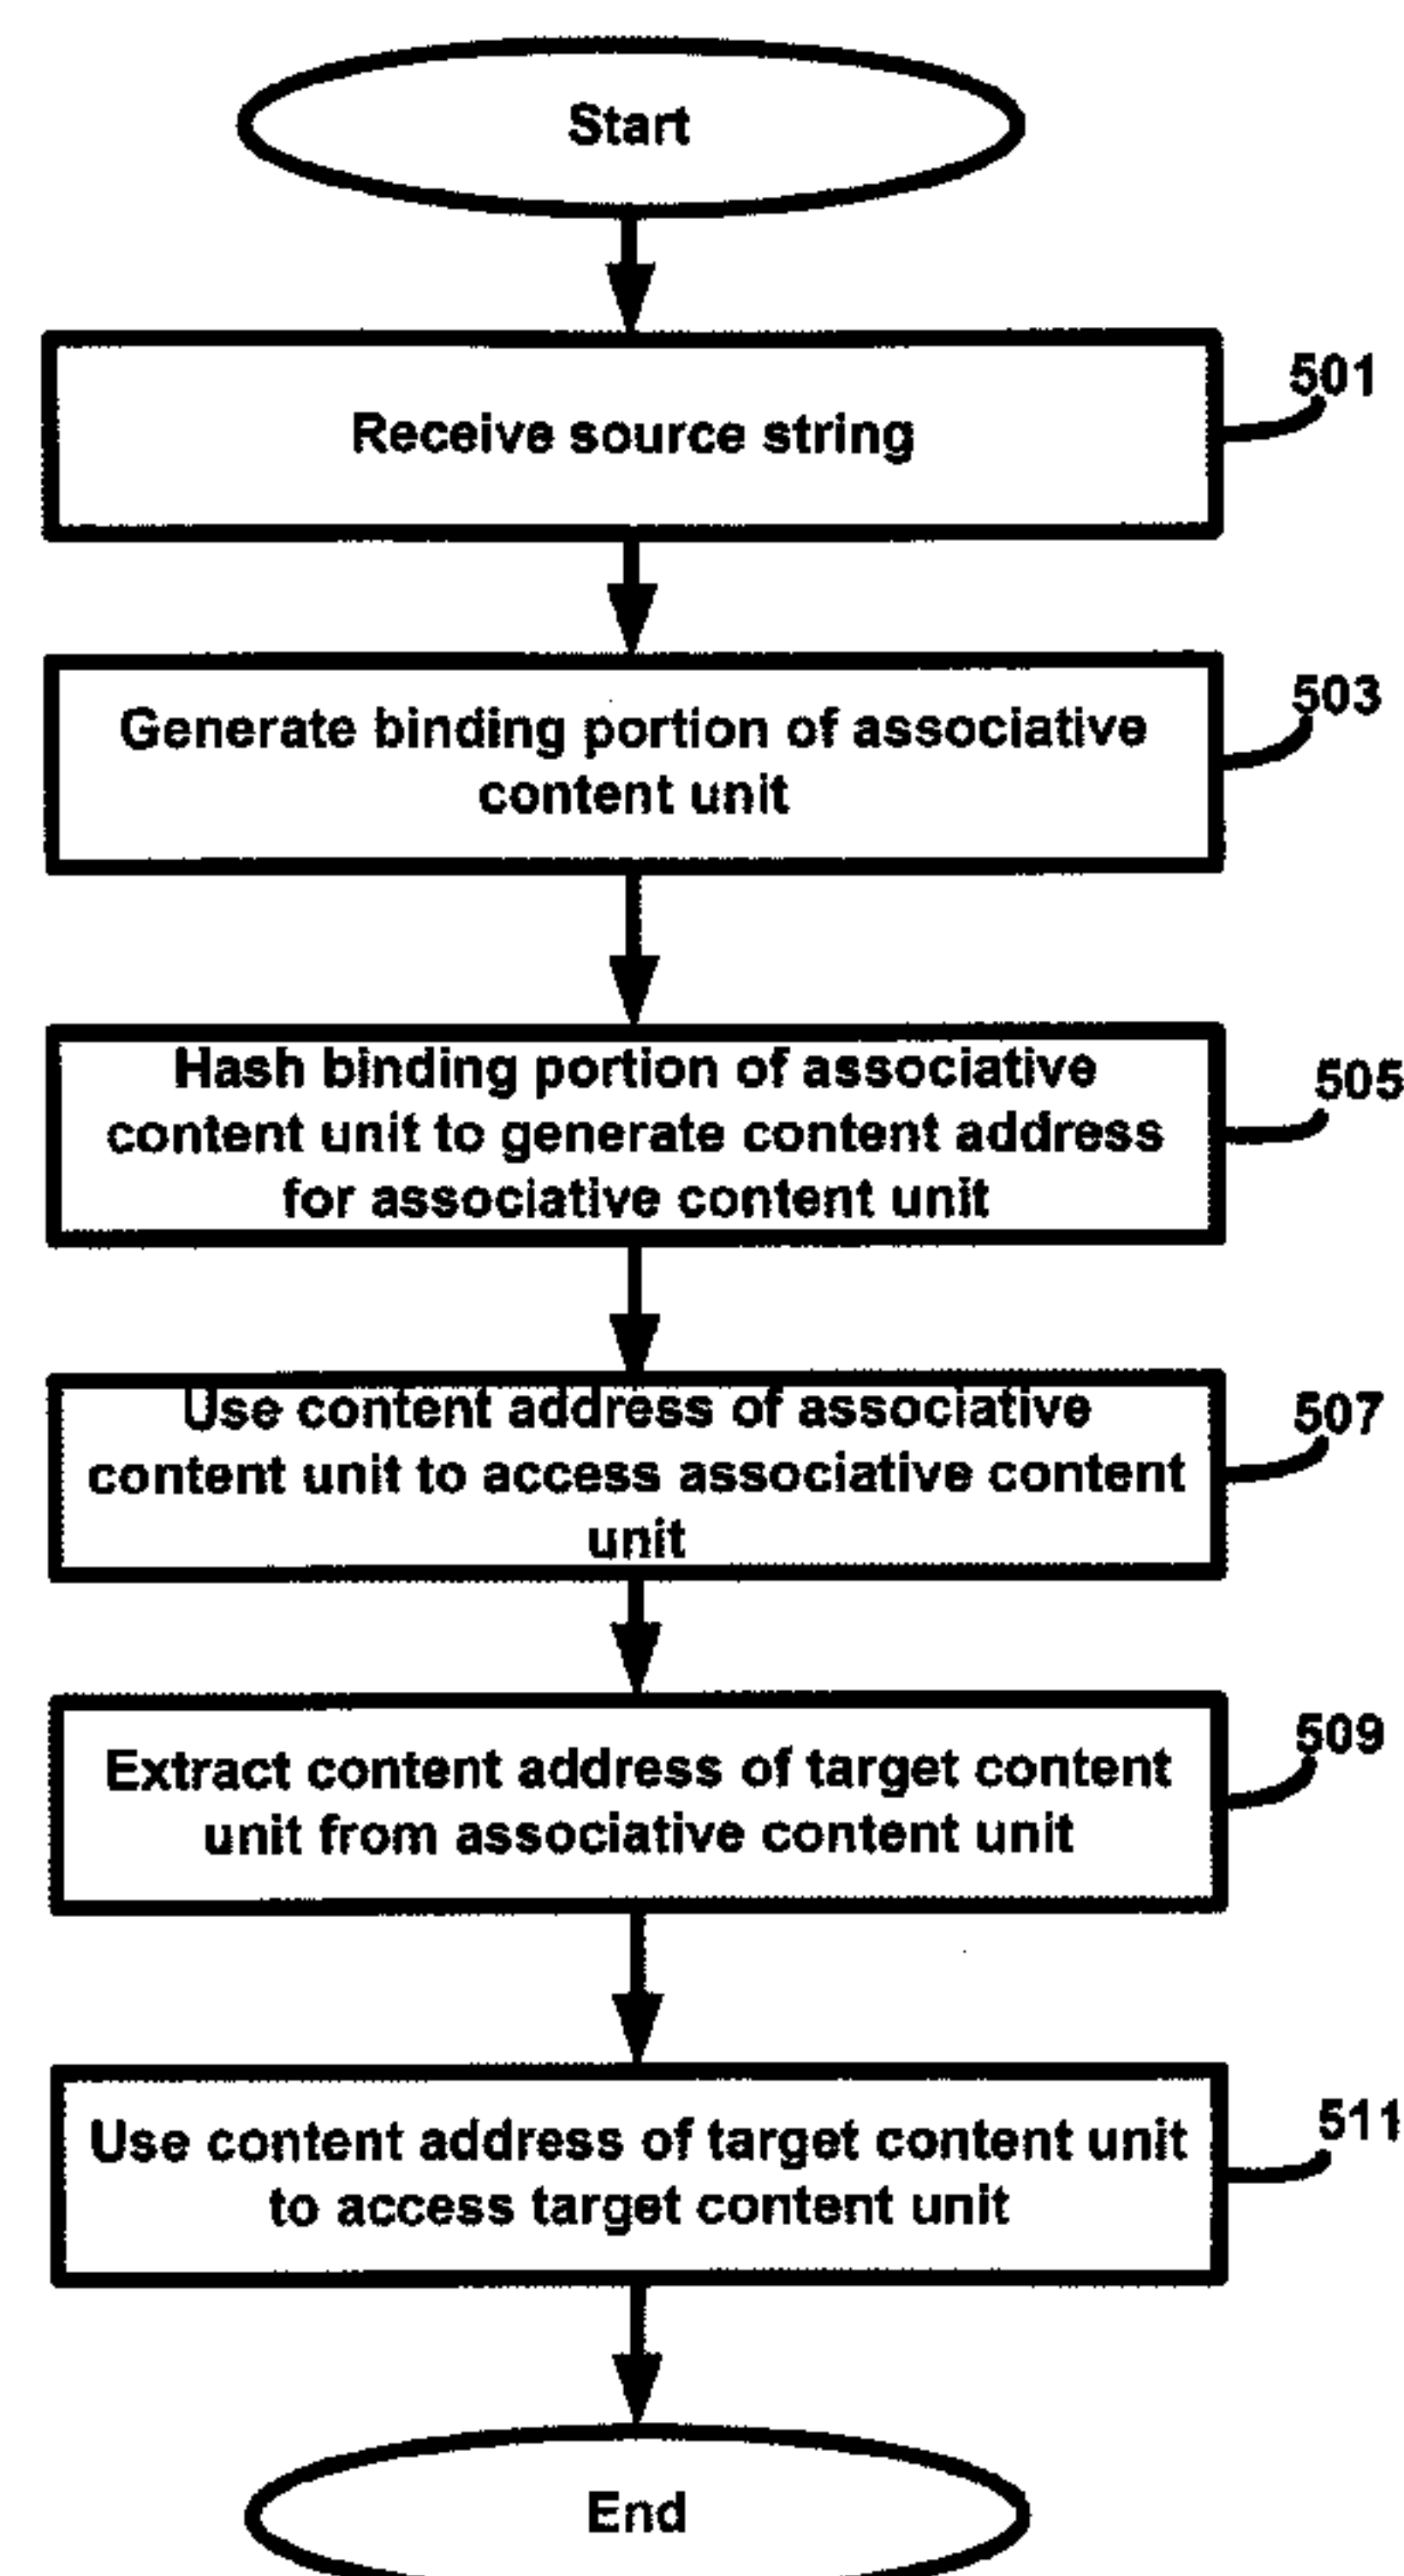 Start
Receive source string
501
Generate binding portion of associative
content unit
503
Hash binding portion of associative
content unit to generate content address
for associative content unit
505
Use content address of associative
content unit to access associative content
unit
507
Extract content address of target content
unit from associative content unit
509
Use content address of target content unit
to access target content unit
511
End